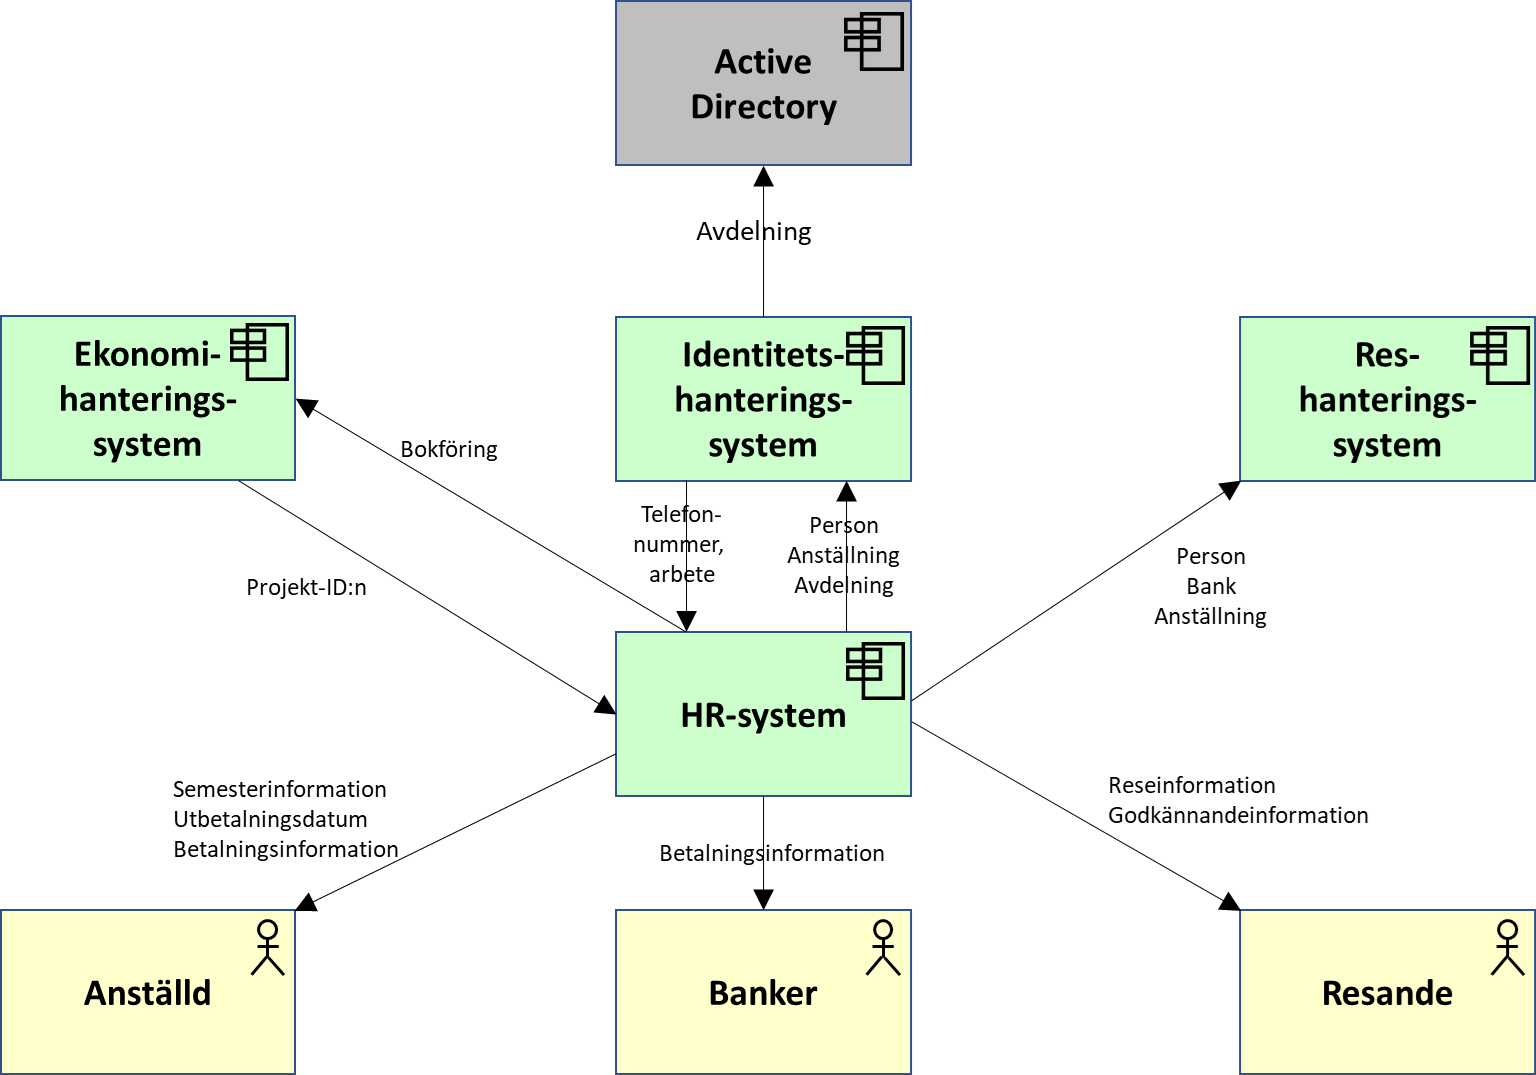 Active
Directory
Avdelning
Ekonomi-
hanterings-
system
Identitets-
hanterings-
system
Res-
hanterings-
system
Bokföring
Telefon-
nummer,
arbete
Person
Anställning
Avdelning
Person
Bank
Anställning
Projekt-ID:n
HR-system
Semesterinformation
Utbetalningsdatum
Betalningsinformation
Betalningsinformation
Reseinformation
Godkännandeinformation
Anställd
Banker
Resande